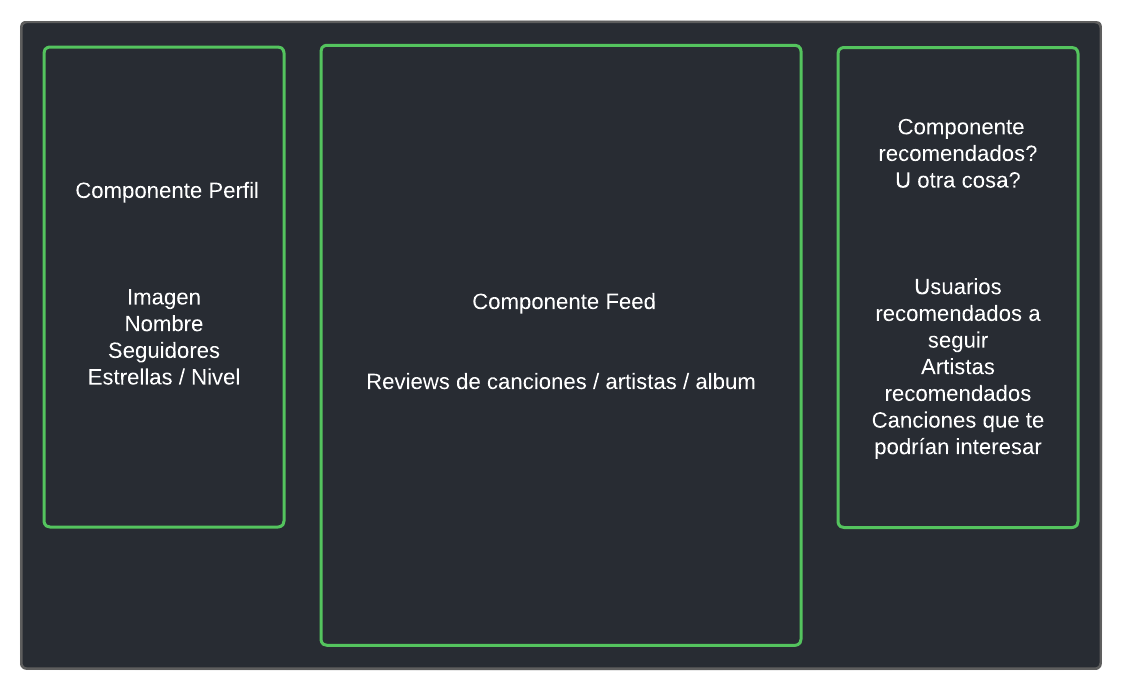 Componente Perfil
Imagen
Nombre
Seguidores
Estrellas / Nivel
Componente Feed
Reviews de canciones / artistas / album
Componente
recomendados?
U otra cosa?
Usuarios
recomendados a
seguir
Artistas
recomendados
Canciones que te
podrían interesar